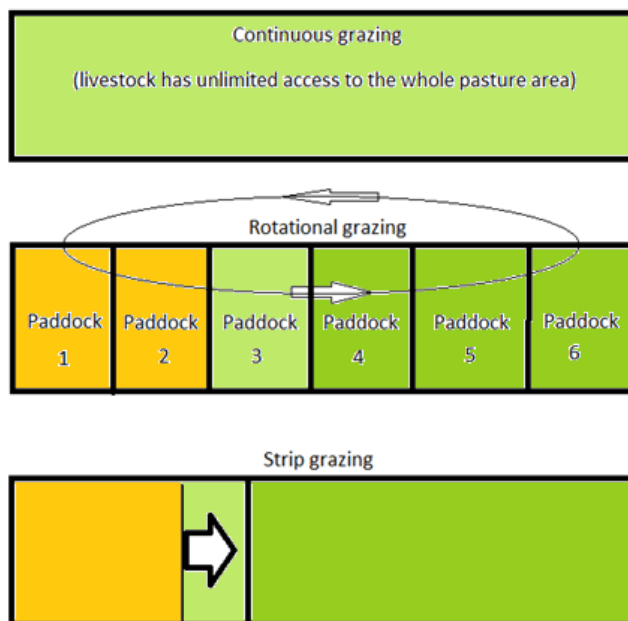 Continuous grazing
(livestock has unlimited access to the whole pasture area)
Rotational grazing
Paddock 1
Paddock 2
Paddock 3
Paddock 4
Paddock 5
Paddock 6
Strip grazing